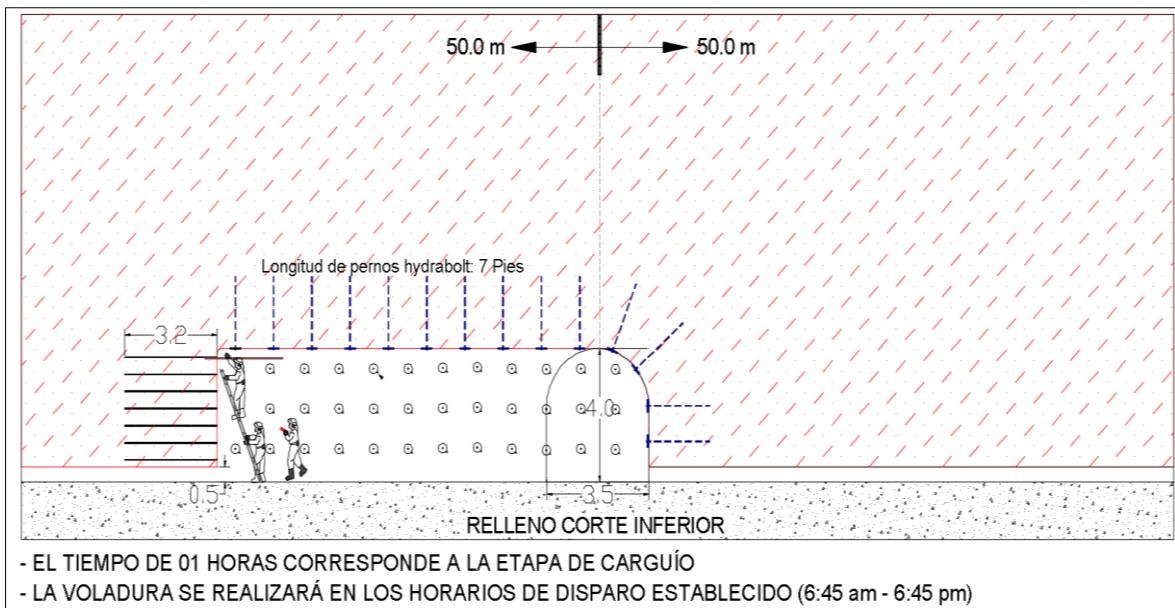 50.0 m
50.0 m
Longitud de pernos hydrabolt: 7 Pies
3.2
4.0
0.5
3.5
RELLENO CORTE INFERIOR
- EL TIEMPO DE 01 HORAS CORRESPONDE A LA ETAPA DE CARGUÍO
- LA VOLADURA SE REALIZARÁ EN LOS HORARIOS DE DISPARO ESTABLECIDO (6:45 am - 6:45 pm)